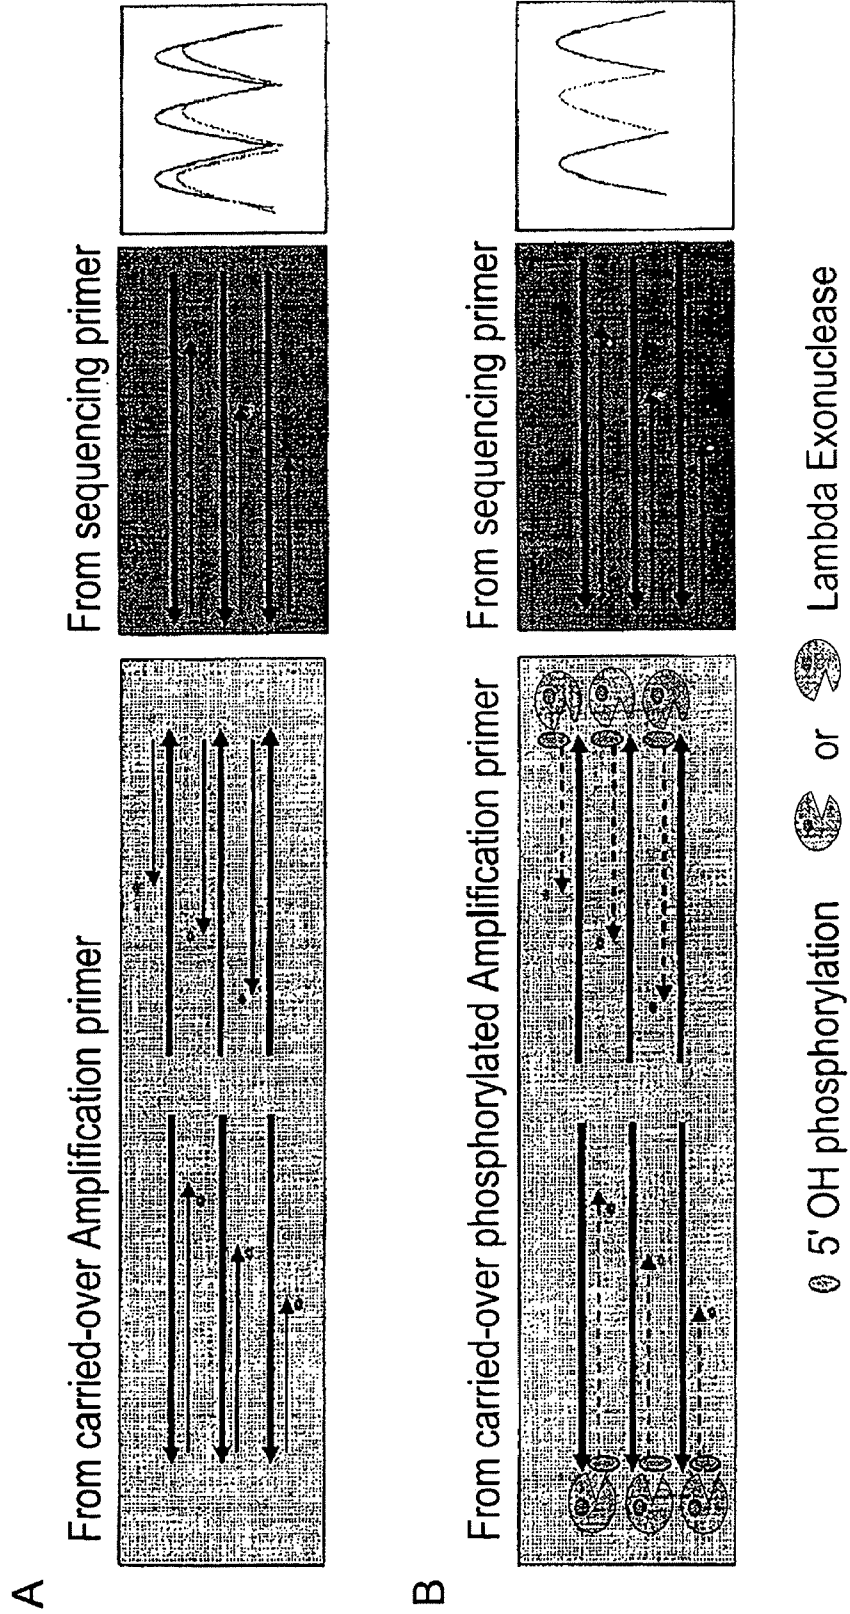 A
From carried-over Amplification primer
From sequencing primer
B
From carried-over phosphorylated Amplification primer
From sequencing primer
5' OH phosphorylation
or
Lambda Exonuclease